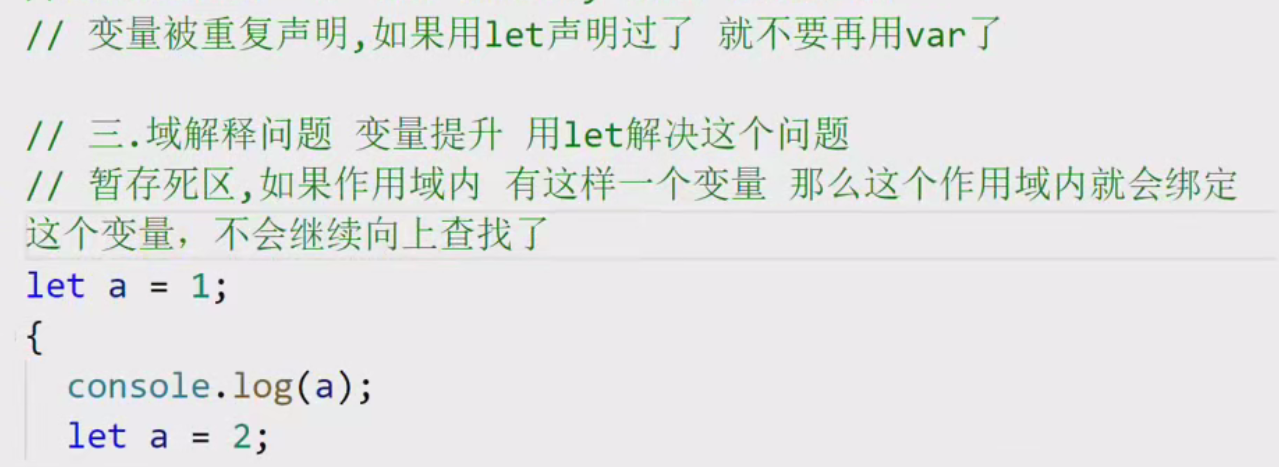 // 变量被重复声明,如果用let声明过了 就不要再用var了
// 三.域解释问题 变量提升 用let解决这个问题
// 暂存死区,如果作用域内 有这样一个变量 那么这个作用域内就会绑定
这个变量，不会继续向上查找了
let a = 1;
{
console.log(a);
let a = 2;